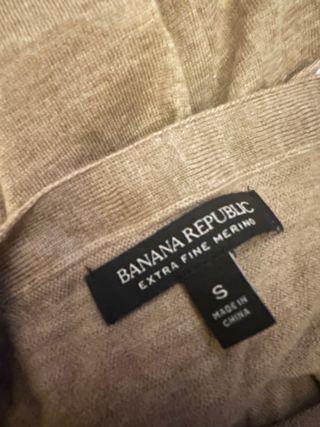 BANANA REPUBLIC
EXTRA FINE MERINO
S
MADE IN
CHINA